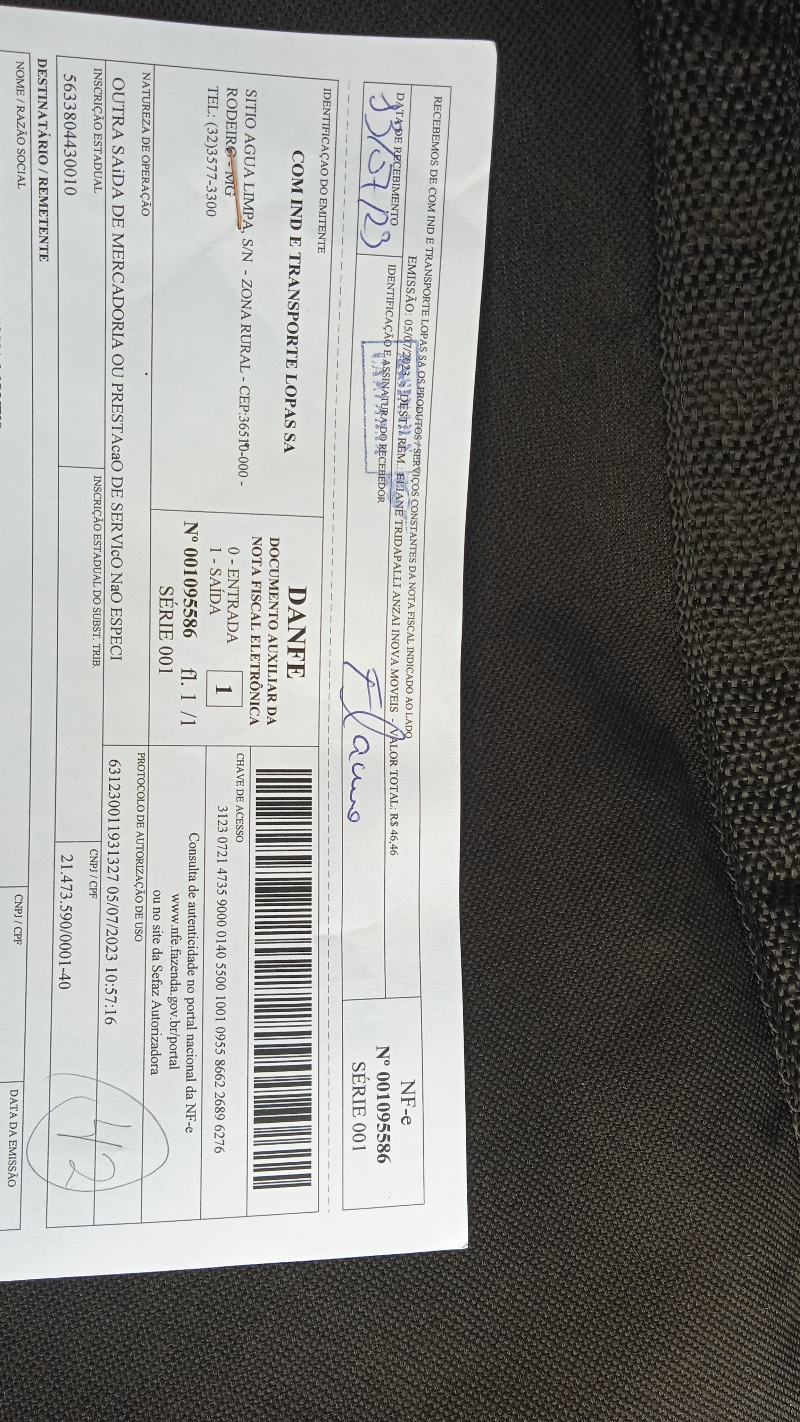 RECEBEMOS DE COM IND E TRANSPORTE LOPAS SA OS PRODUTOS / SERVIÇOS CONSTANTES DA NOTA FISCAL INDICADO AO LADO
EMISSÃO: 05/07/2023 - DEST. / REM.: ELIANE TRIDAPALLI ANZAI INOVA MOVEIS - VALOR TOTAL: R$ 46,46
DATA DE RECEBIMENTO
IDENTIFICAÇÃO E ASSINATURA DO RECEBEDOR
/07/23
NF-e
Nº 001095586
SÉRIE 001
IDENTIFICAÇAO DO EMITENTE
COM IND E TRANSPORTE LOPAS SA
SITIO AGUA LIMPA, S/N - ZONA RURAL - CEP:36510-000 -
RODEIRO - MG
TEL: (32)3577-3300
DANFE
DOCUMENTO AUXILIAR DA
NOTA FISCAL ELETRÔNICA
0 - ENTRADA
1 - SAÍDA
1
Nº 001095586 fl. 1 /1
SÉRIE 001
CHAVE DE ACESSO
3123 0721 4735 9000 0140 5500 1001 0955 8662 2689 6276
Consulta de autenticidade no portal nacional da NF-e
www.nfe.fazenda.gov.br/portal
ou no site da Sefaz Autorizadora
NATUREZA DE OPERAÇÃO
OUTRA SAíDA DE MERCADORIA OU PRESTAcaO DE SERVIcO NaO ESPECI
PROTOCOLO DE AUTORIZAÇÃO DE USO
631230011931327 05/07/2023 10:57:16
INSCRIÇÃO ESTADUAL
5633804430010
INSCRIÇÃO ESTADUAL DO SUBST. TRIB.
CNPJ / CPF
21.473.590/0001-40
DESTINATÁRIO / REMETENTE
NOME / RAZÃO SOCIAL
CNPJ / CPF
DATA DA EMISSÃO